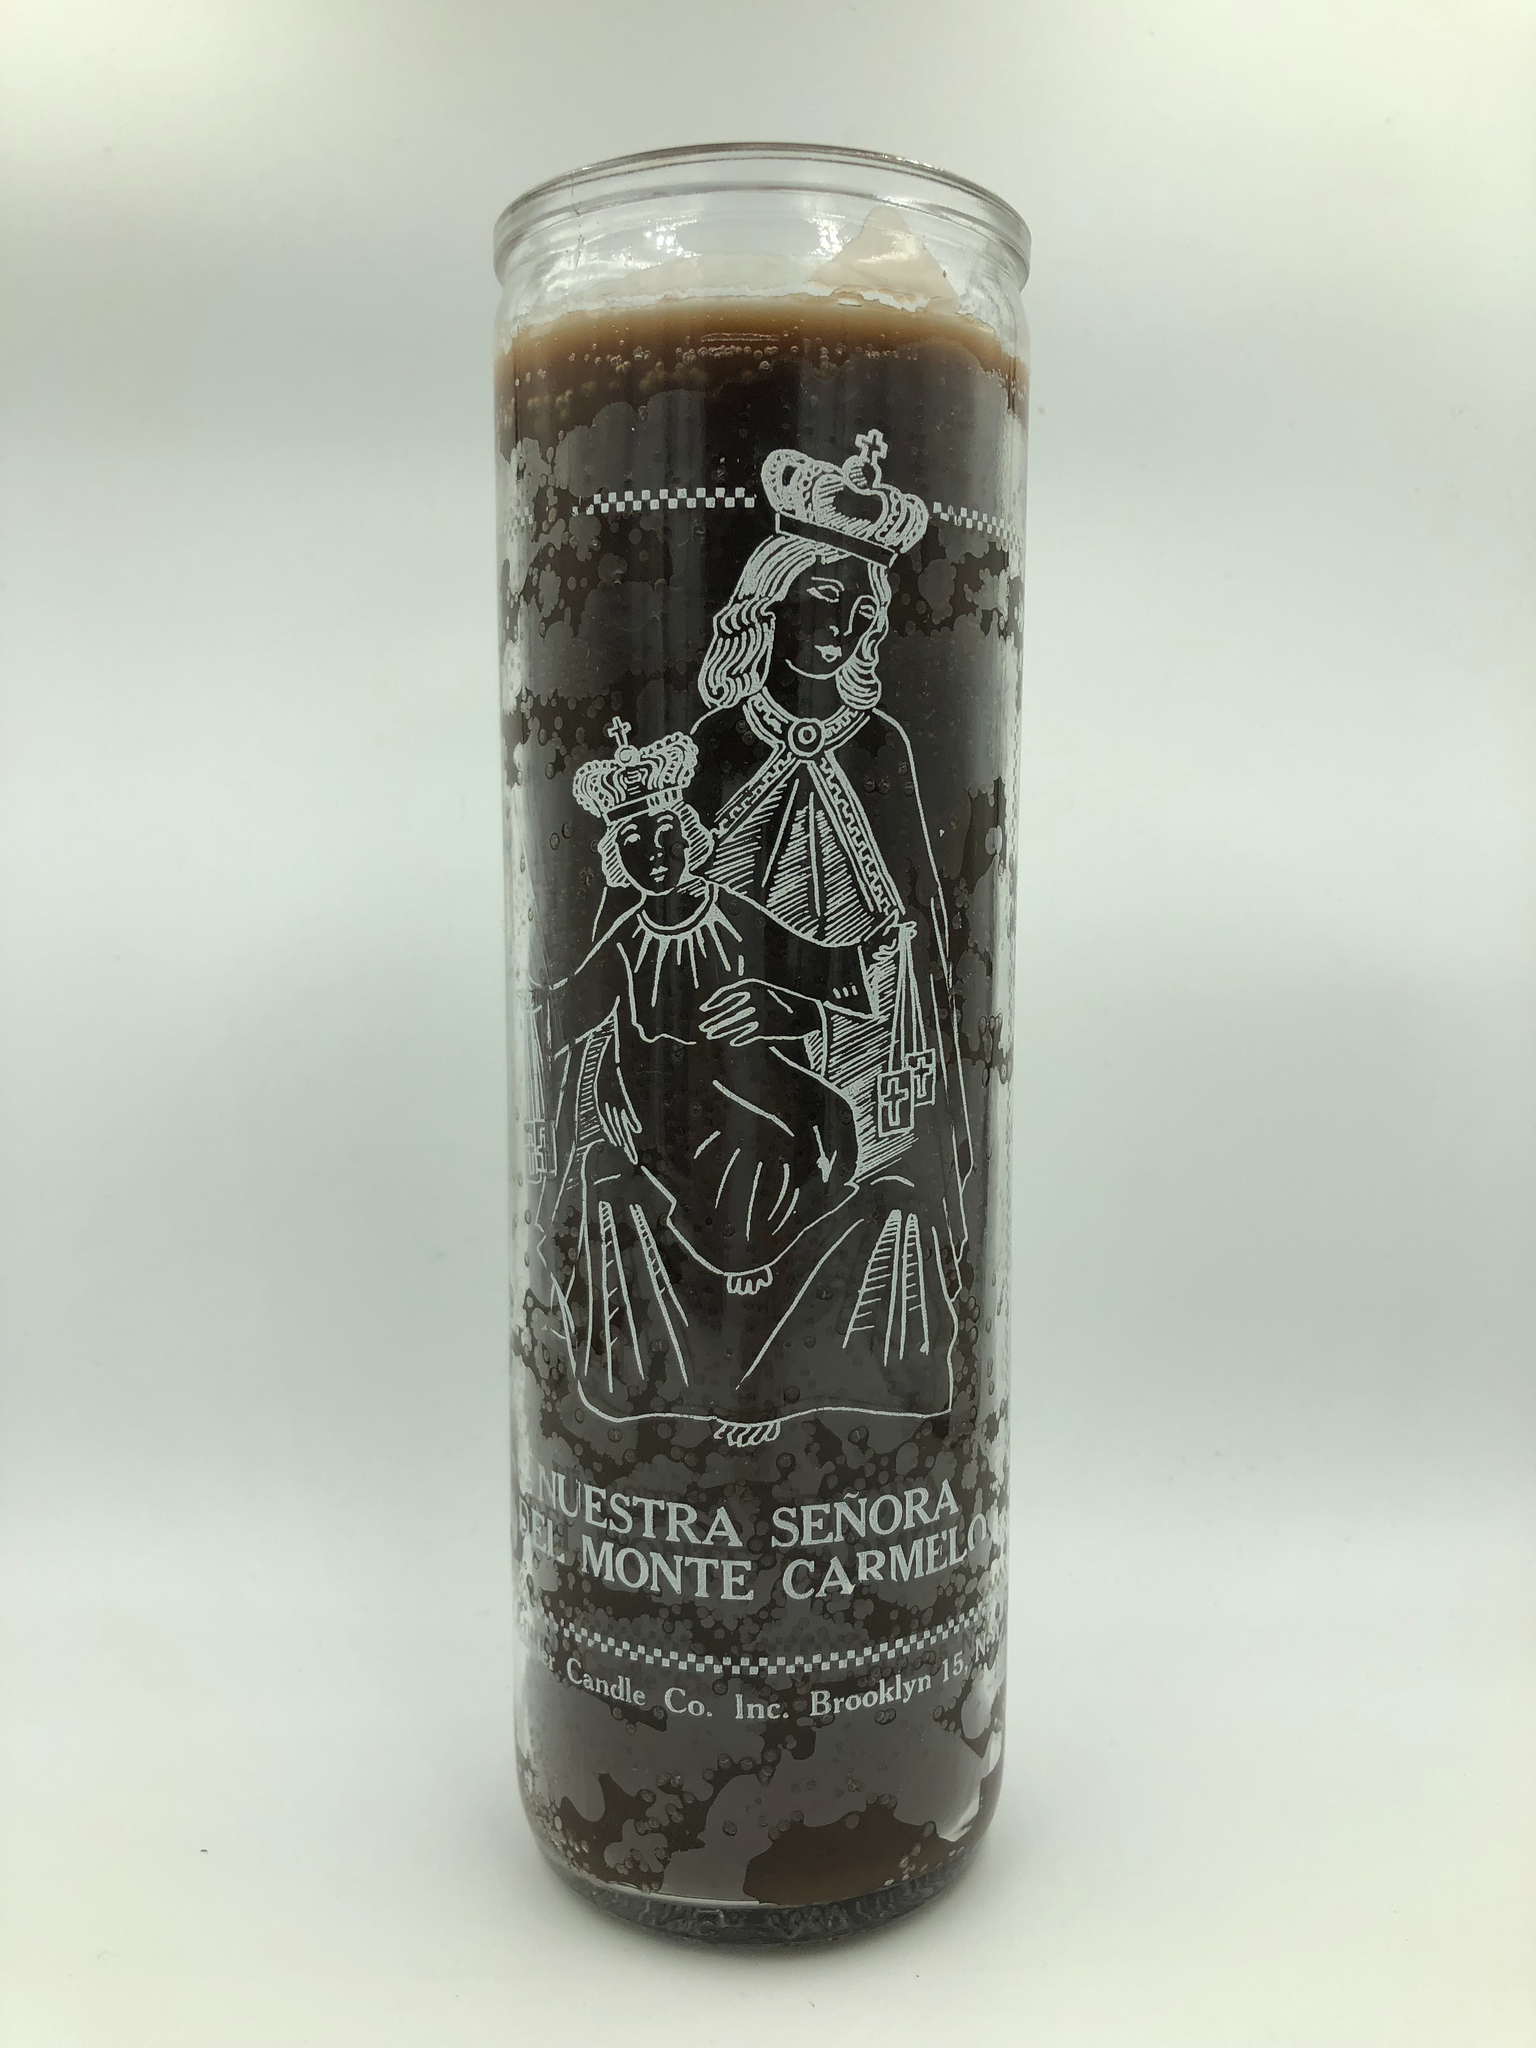 NUESTRA SEÑORA
DEL MONTE CARMELO
Candle Co. Inc. Brooklyn 15, N.